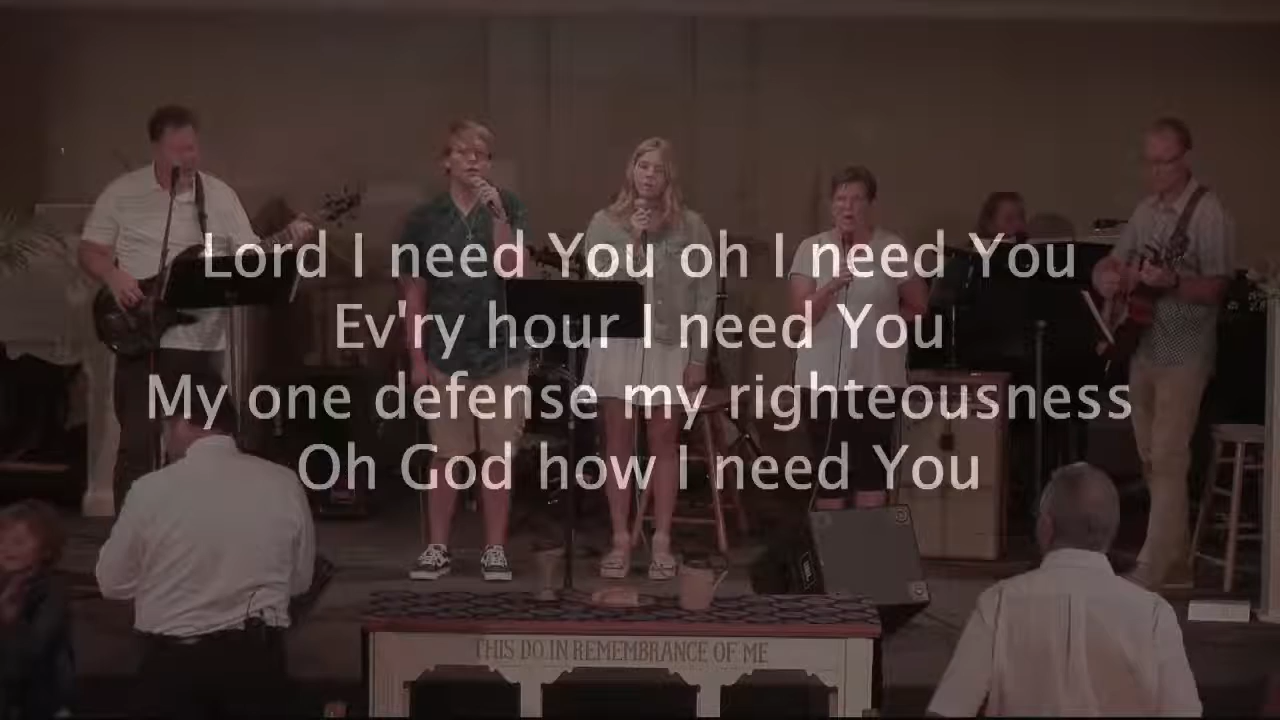 Lord I need You oh I need You
Ev'ry hour I need You
My one defense my righteousness
Oh God how I need You
THIS DO IN REMEMBRANCE OF ME